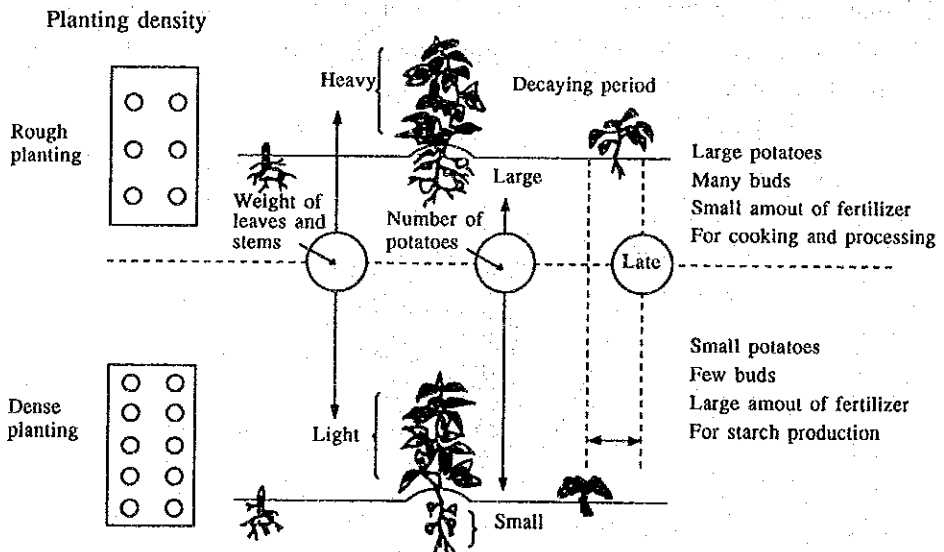 Planting density
Rough
planting
Heavy
Decaying period
Weight of
leaves and
stems
Number of
potatoes
Large
Late
Large potatoes
Many buds
Small amout of fertilizer
For cooking and processing
Dense
planting
Light
Small
Small potatoes
Few buds
Large amout of fertilizer
For starch production